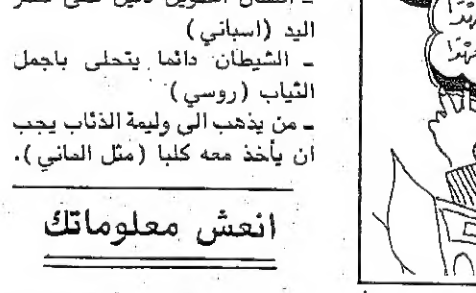 اليد (اسباني)
ـ الشيطان دائما يتحلى باجمل
الثياب (روسي)
ـ من يذهب الى وليمة الذئاب يجب
أن يأخذ معه كلبا (مثل الماني).
انعش معلوماتك